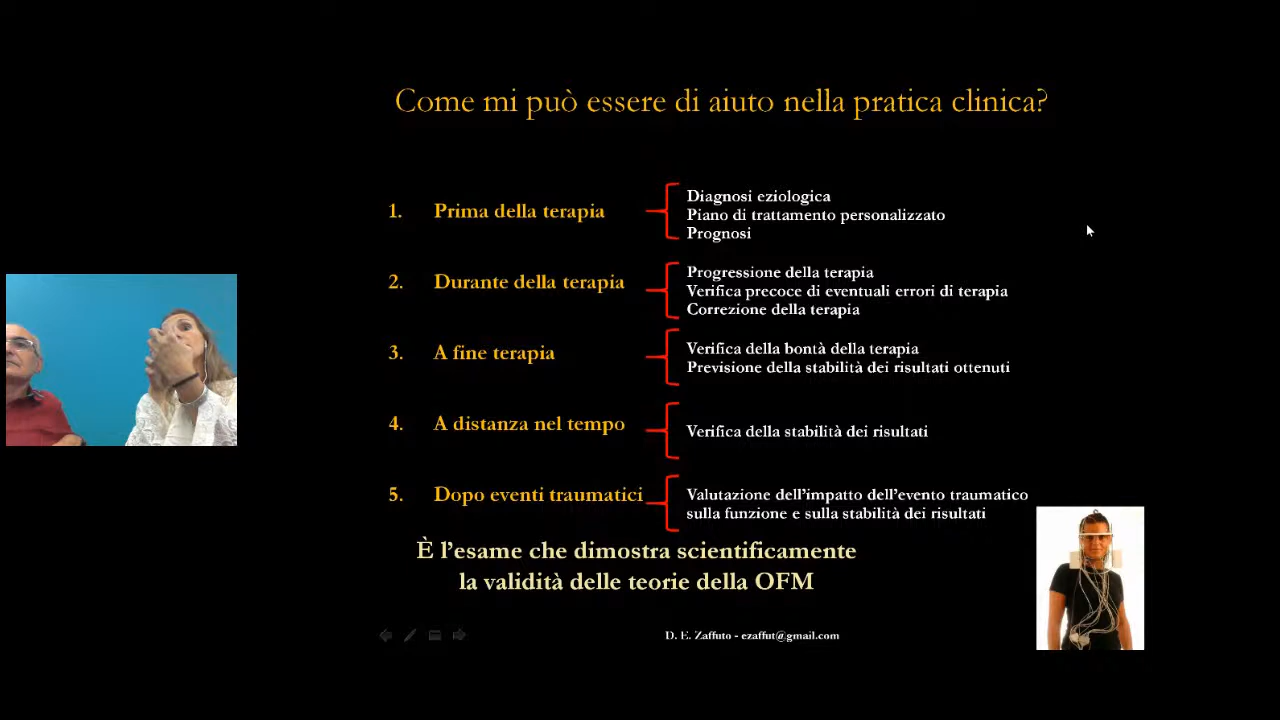 Come mi può essere di aiuto nella pratica clinica?
1. Prima della terapia
Diagnosi eziologica
Piano di trattamento personalizzato
Prognosi
2. Durante della terapia
Progressione della terapia
Verifica precoce di eventuali errori di terapia
Correzione della terapia
3. A fine terapia
Verifica della bontà della terapia
Previsione della stabilità dei risultati ottenuti
4. A distanza nel tempo
Verifica della stabilità dei risultati
5. Dopo eventi traumatici
Valutazione dell’impatto dell’evento traumatico
sulla funzione e sulla stabilità dei risultati
È l’esame che dimostra scientificamente
la validità delle teorie della OFM
D. E. Zaffuto - ezaffut@gmail.com